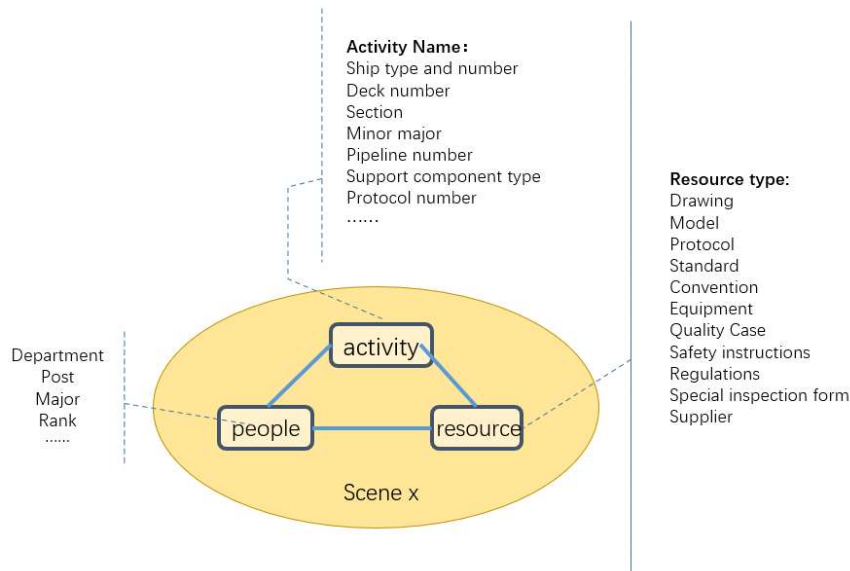 Activity Name：
Ship type and number
Deck number
Section
Minor major
Pipeline number
Support component type
Protocol number
......
Resource type:
Drawing
Model
Protocol
Standard
Convention
Equipment
Quality Case
Safety instructions
Regulations
Special inspection form
Supplier
Department
Post
Major
Rank
......
activity
people
resource
Scene x